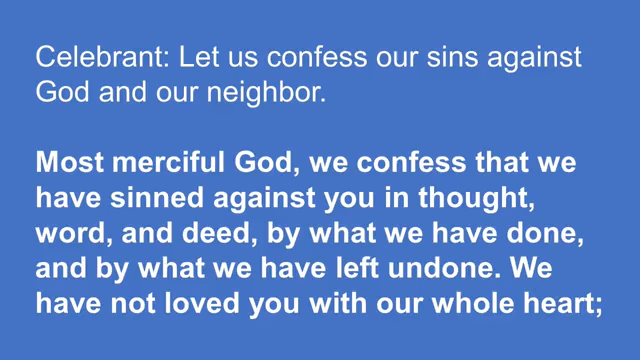 Celebrant: Let us confess our sins against
God and our neighbor.
Most merciful God, we confess that we
have sinned against you in thought,
word, and deed, by what we have done,
and by what we have left undone. We
have not loved you with our whole heart;